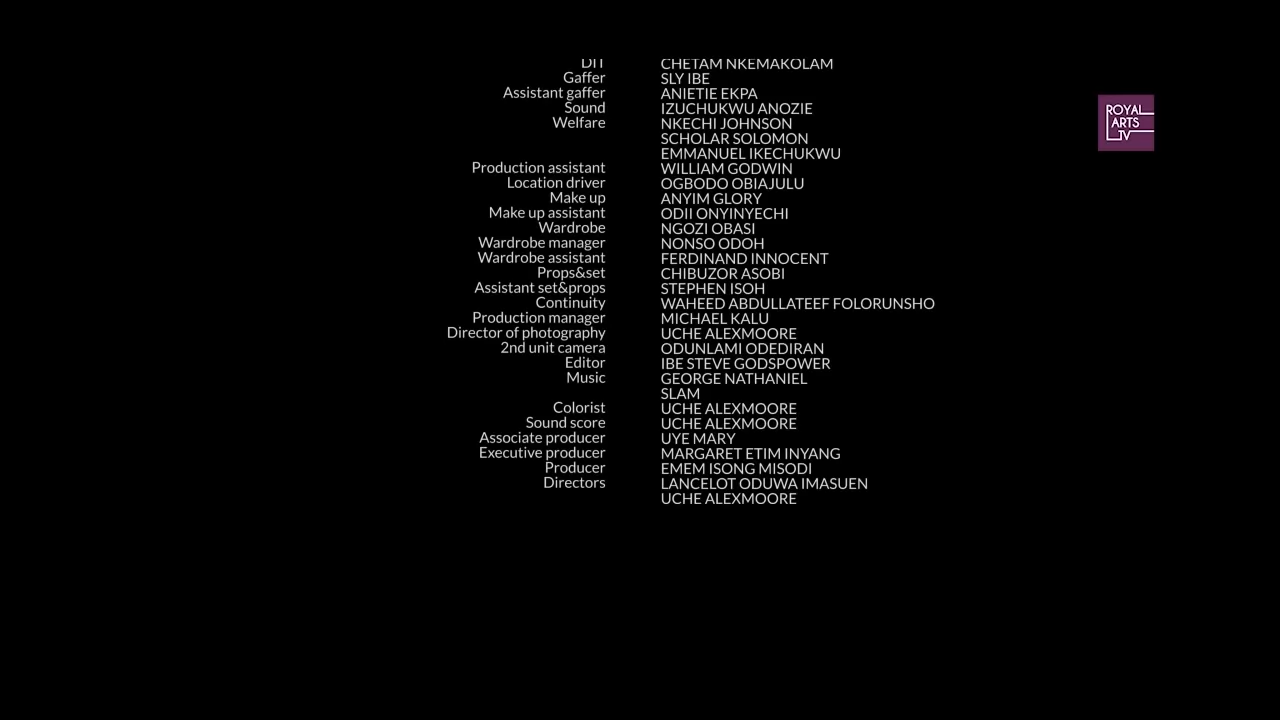 DIT CHETAM NKEMAKOLAM
Gaffer SLY IBE
Assistant gaffer ANIETIE EKPA
Sound IZUCHUKWU ANOZIE
Welfare NKECHI JOHNSON
SCHOLAR SOLOMON
EMMANUEL IKECHUKWU
Production assistant WILLIAM GODWIN
Location driver OGBODO OBIAJULU
Make up ANYIM GLORY
Make up assistant ODII ONYINYECHI
Wardrobe NGOZI OBASI
Wardrobe manager NONSO ODOH
Wardrobe assistant FERDINAND INNOCENT
Props&set CHIBUZOR ASOBI
Assistant set&props STEPHEN ISOH
Continuity WAHEED ABDULLATEEF FOLORUNSHO
Production manager MICHAEL KALU
Director of photography UCHE ALEXMOORE
2nd unit camera ODUNLAMI ODEDIRAN
Editor IBE STEVE GODSPOWER
Music GEORGE NATHANIEL
SLAM
Colorist UCHE ALEXMOORE
Sound score UCHE ALEXMOORE
Associate producer UYE MARY
Executive producer MARGARET ETIM INYANG
Producer EMEM ISONG MISODI
Directors LANCELOT ODUWA IMASUEN
UCHE ALEXMOORE
ROYAL
ARTS
TV